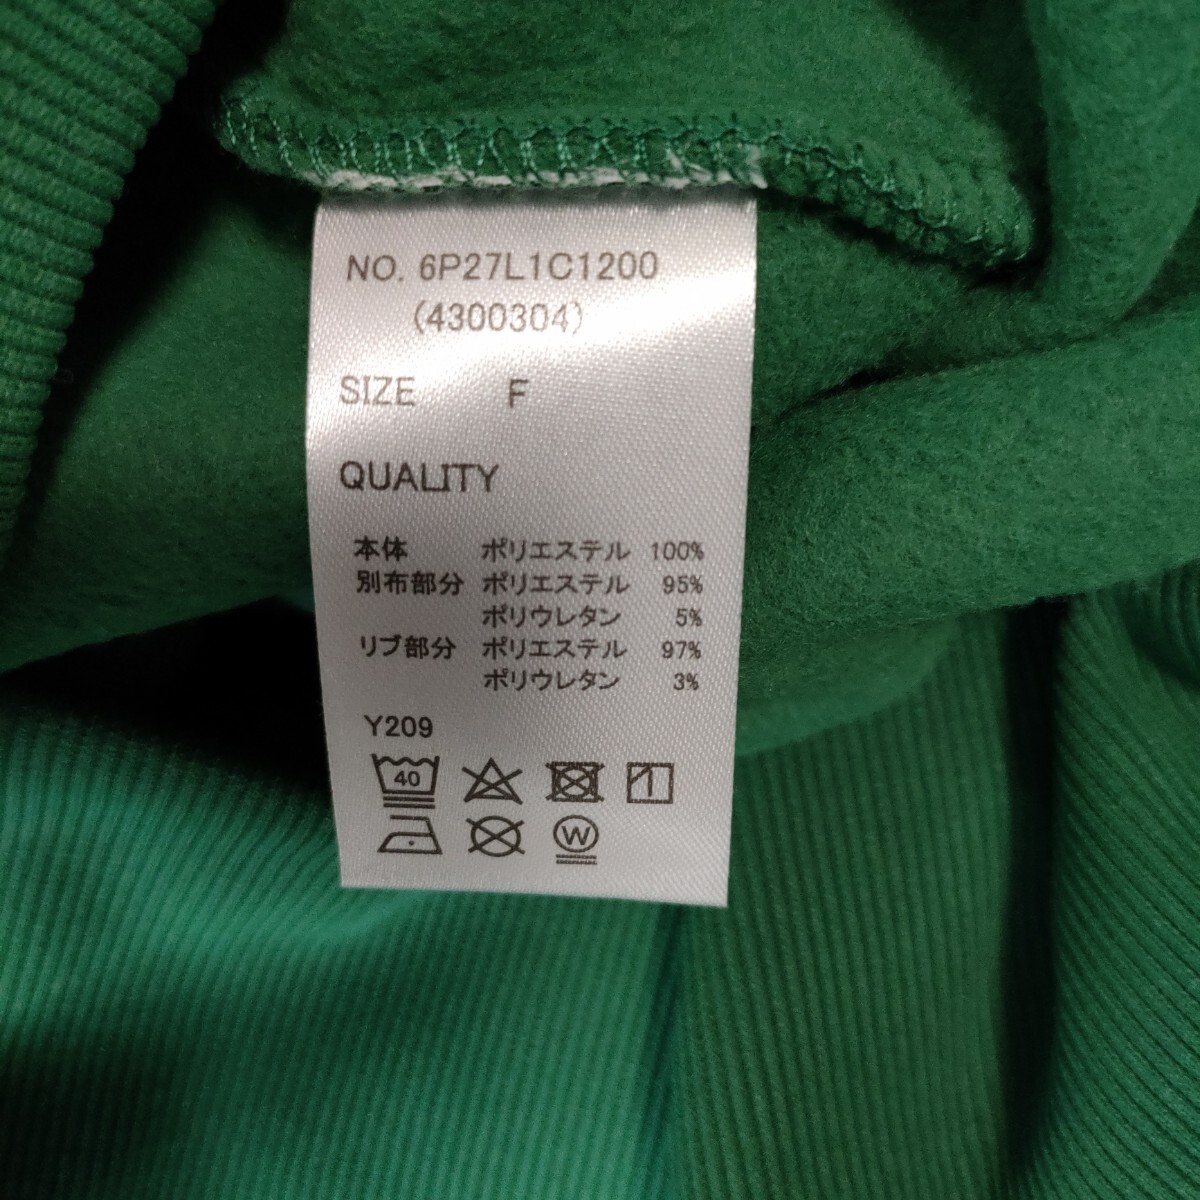 NO. 6P27L1C1200
(4300304)
SIZE F
QUALITY
本体 ポリエステル 100%
別布部分 ポリエステル 95%
ポリウレタン 5%
リブ部分 ポリエステル 97%
ポリウレタン 3%
Y209
40
W